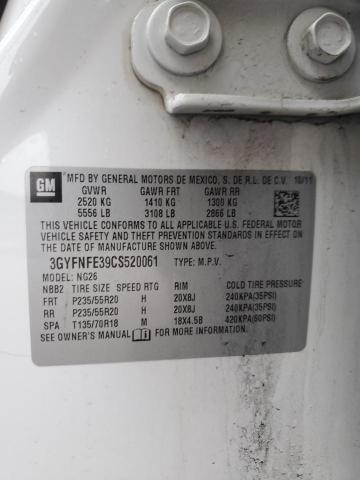 GM
MFD BY GENERAL MOTORS DE MEXICO, S. DE R.L. DE C.V. 10/11
GVWR GAWR FRT GAWR RR
2520 KG 1410 KG 1300 KG
5556 LB 3108 LB 2866 LB
THIS VEHICLE CONFORMS TO ALL APPLICABLE U.S. FEDERAL MOTOR
VEHICLE SAFETY AND THEFT PREVENTION STANDARDS IN EFFECT
ON THE DATE OF MANUFACTURE SHOWN ABOVE.
3GYFNFE39CS520061 TYPE: M.P.V.
MODEL: NG26
NBB2 TIRE SIZE SPEED RTG RIM COLD TIRE PRESSURE
FRT P235/55R20 H 20X8J 240KPA(35PSI)
RR P235/55R20 H 20X8J 240KPA(35PSI)
SPA T135/70R18 M 18X4.5B 420KPA(60PSI)
SEE OWNER'S MANUAL FOR MORE INFORMATION.